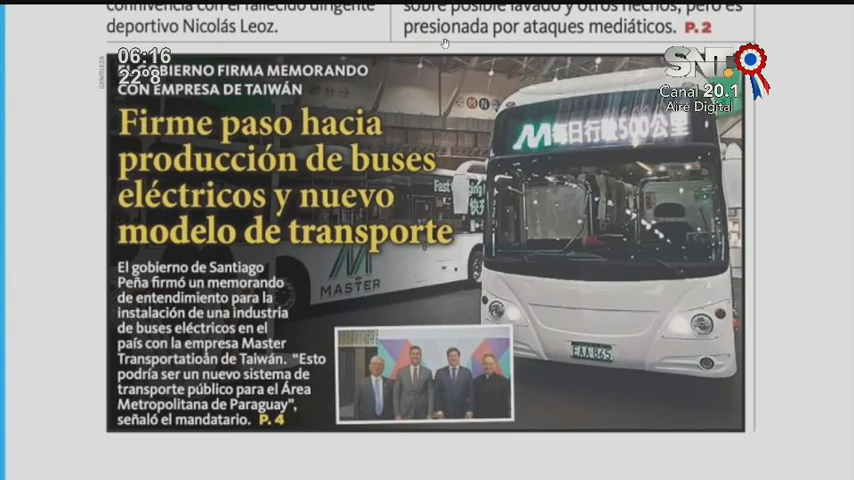 convivencia con el fallecido dirigente
deportivo Nicolás Leoz.
sobre posible lavado y otros hechos, pero es
presionada por ataques mediáticos. P. 2
06:16
22°8
SNT
Canal 20.1
Aire Digital
GENTILEZA
EL GOBIERNO FIRMA MEMORANDO
CON EMPRESA DE TAIWÁN
Firme paso hacia
producción de buses
eléctricos y nuevo
modelo de transporte
El gobierno de Santiago
Peña firmó un memorando
de entendimiento para la
instalación de una industria
de buses eléctricos en el
país con la empresa Master
Transportatioán de Taiwán. “Esto
podría ser un nuevo sistema de
transporte público para el Área
Metropolitana de Paraguay”,
señaló el mandatario. P. 4
M N
M每日行駛500公里
Fast
M
MASTER
EAA 865